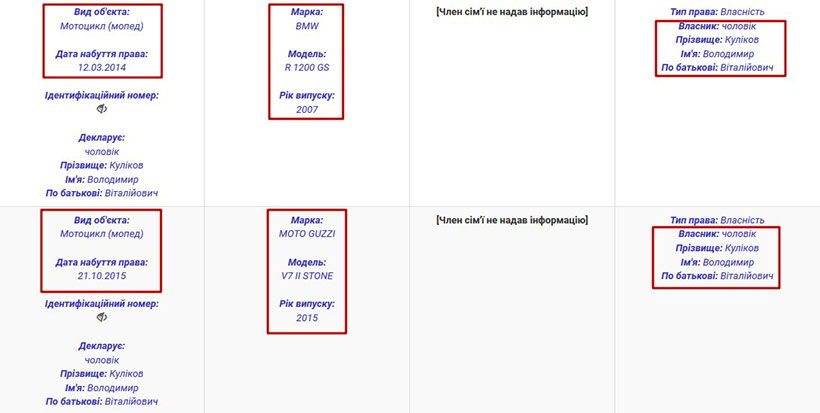 Вид об'єкта:
Мотоцикл (мопед)
Дата набуття права:
12.03.2014
Ідентифікаційний номер:
Декларує:
чоловік
Прізвище: Куліков
Ім'я: Володимир
По батькові: Віталійович
Марка:
BMW
Модель:
R 1200 GS
Рік випуску:
2007
[Член сім'ї не надав інформацію]
Тип права: Власність
Власник: чоловік
Прізвище: Куліков
Ім'я: Володимир
По батькові: Віталійович
Вид об'єкта:
Мотоцикл (мопед)
Дата набуття права:
21.10.2015
Ідентифікаційний номер:
Декларує:
чоловік
Прізвище: Куліков
Ім'я: Володимир
По батькові: Віталійович
Марка:
MOTO GUZZI
Модель:
V7 II STONE
Рік випуску:
2015
[Член сім'ї не надав інформацію]
Тип права: Власність
Власник: чоловік
Прізвище: Куліков
Ім'я: Володимир
По батькові: Віталійович